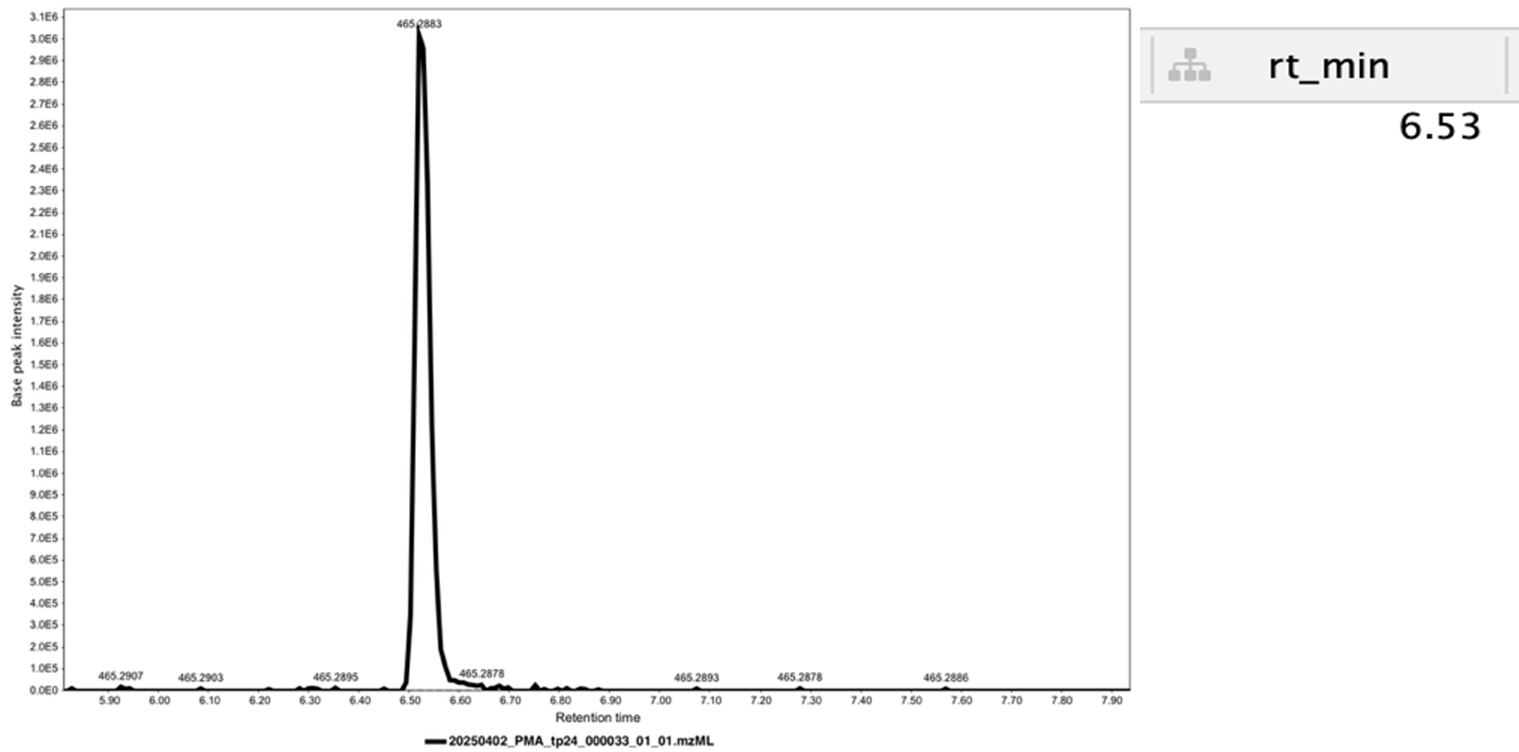 465.2883
3.1E6
3.0E6
2.9E6
2.8E6
2.7E6
2.6E6
2.5E6
2.4E6
2.3E6
2.2E6
2.1E6
2.0E6
1.9E6
1.8E6
1.7E6
1.6E6
1.5E6
1.4E6
1.3E6
1.2E6
1.1E6
1.0E6
9.0E5
8.0E5
7.0E5
6.0E5
5.0E5
4.0E5
3.0E5
2.0E5
1.0E5
0.0E0
Base peak intensity
465.2907 465.2903 465.2895 465.2878 465.2893 465.2878 465.2886
5.90 6.00 6.10 6.20 6.30 6.40 6.50 6.60 6.70 6.80 6.90 7.00 7.10 7.20 7.30 7.40 7.50 7.60 7.70 7.80 7.90
Retention time
20250402_PMA_tp24_000033_01_01.mzML
rt_min
6.53